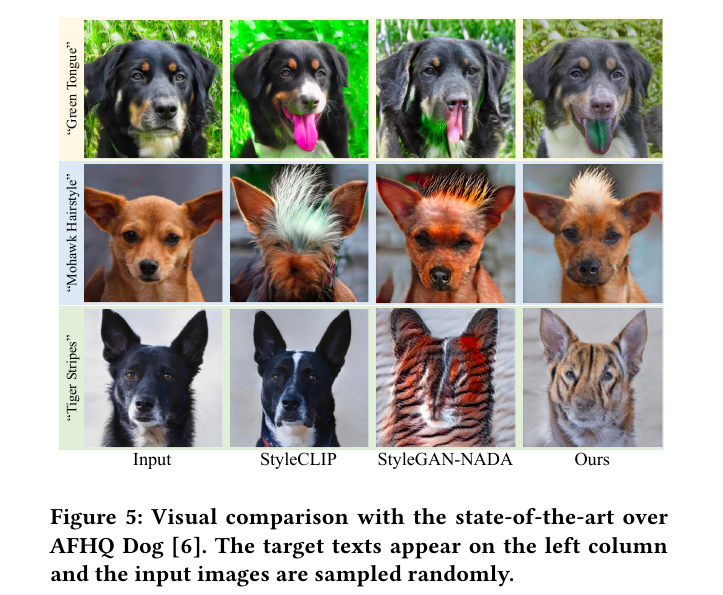 “Green Tongue”
“Mohawk Hairstyle”
“Tiger Stripes”
Input StyleCLIP StyleGAN-NADA Ours
Figure 5: Visual comparison with the state-of-the-art over
AFHQ Dog [6]. The target texts appear on the left column
and the input images are sampled randomly.